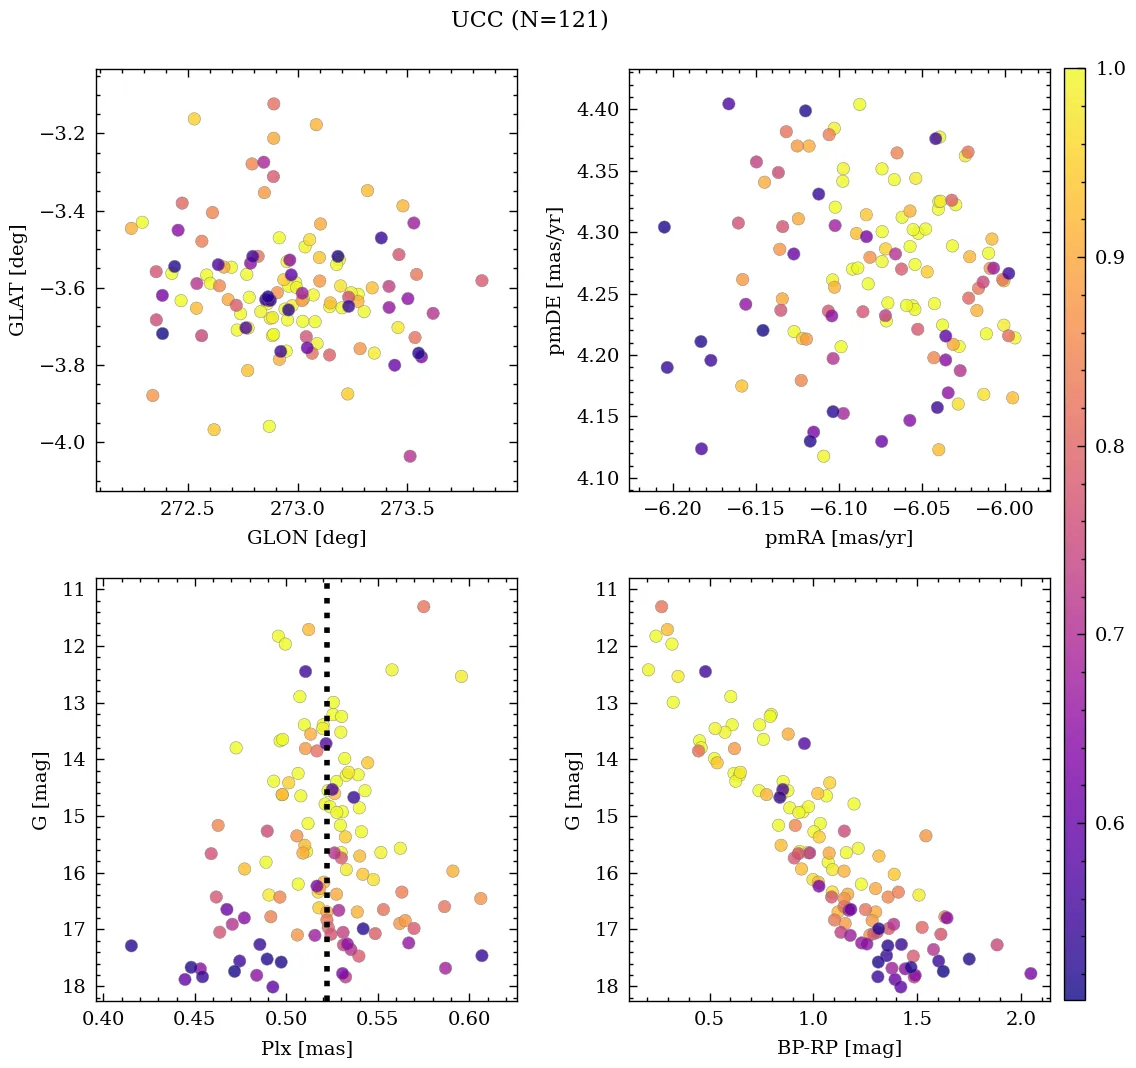 UCC (N=121)
−3.2
−3.4
−3.6
−3.8
−4.0
GLAT [deg]
272.5 273.0 273.5
GLON [deg]
4.40
4.35
4.30
4.25
4.20
4.15
4.10
pmDE [mas/yr]
−6.20 −6.15 −6.10 −6.05 −6.00
pmRA [mas/yr]
1.0
0.9
0.8
0.7
0.6
11
12
13
14
15
16
17
18
G [mag]
0.40 0.45 0.50 0.55 0.60
Plx [mas]
11
12
13
14
15
16
17
18
G [mag]
0.5 1.0 1.5 2.0
BP-RP [mag]